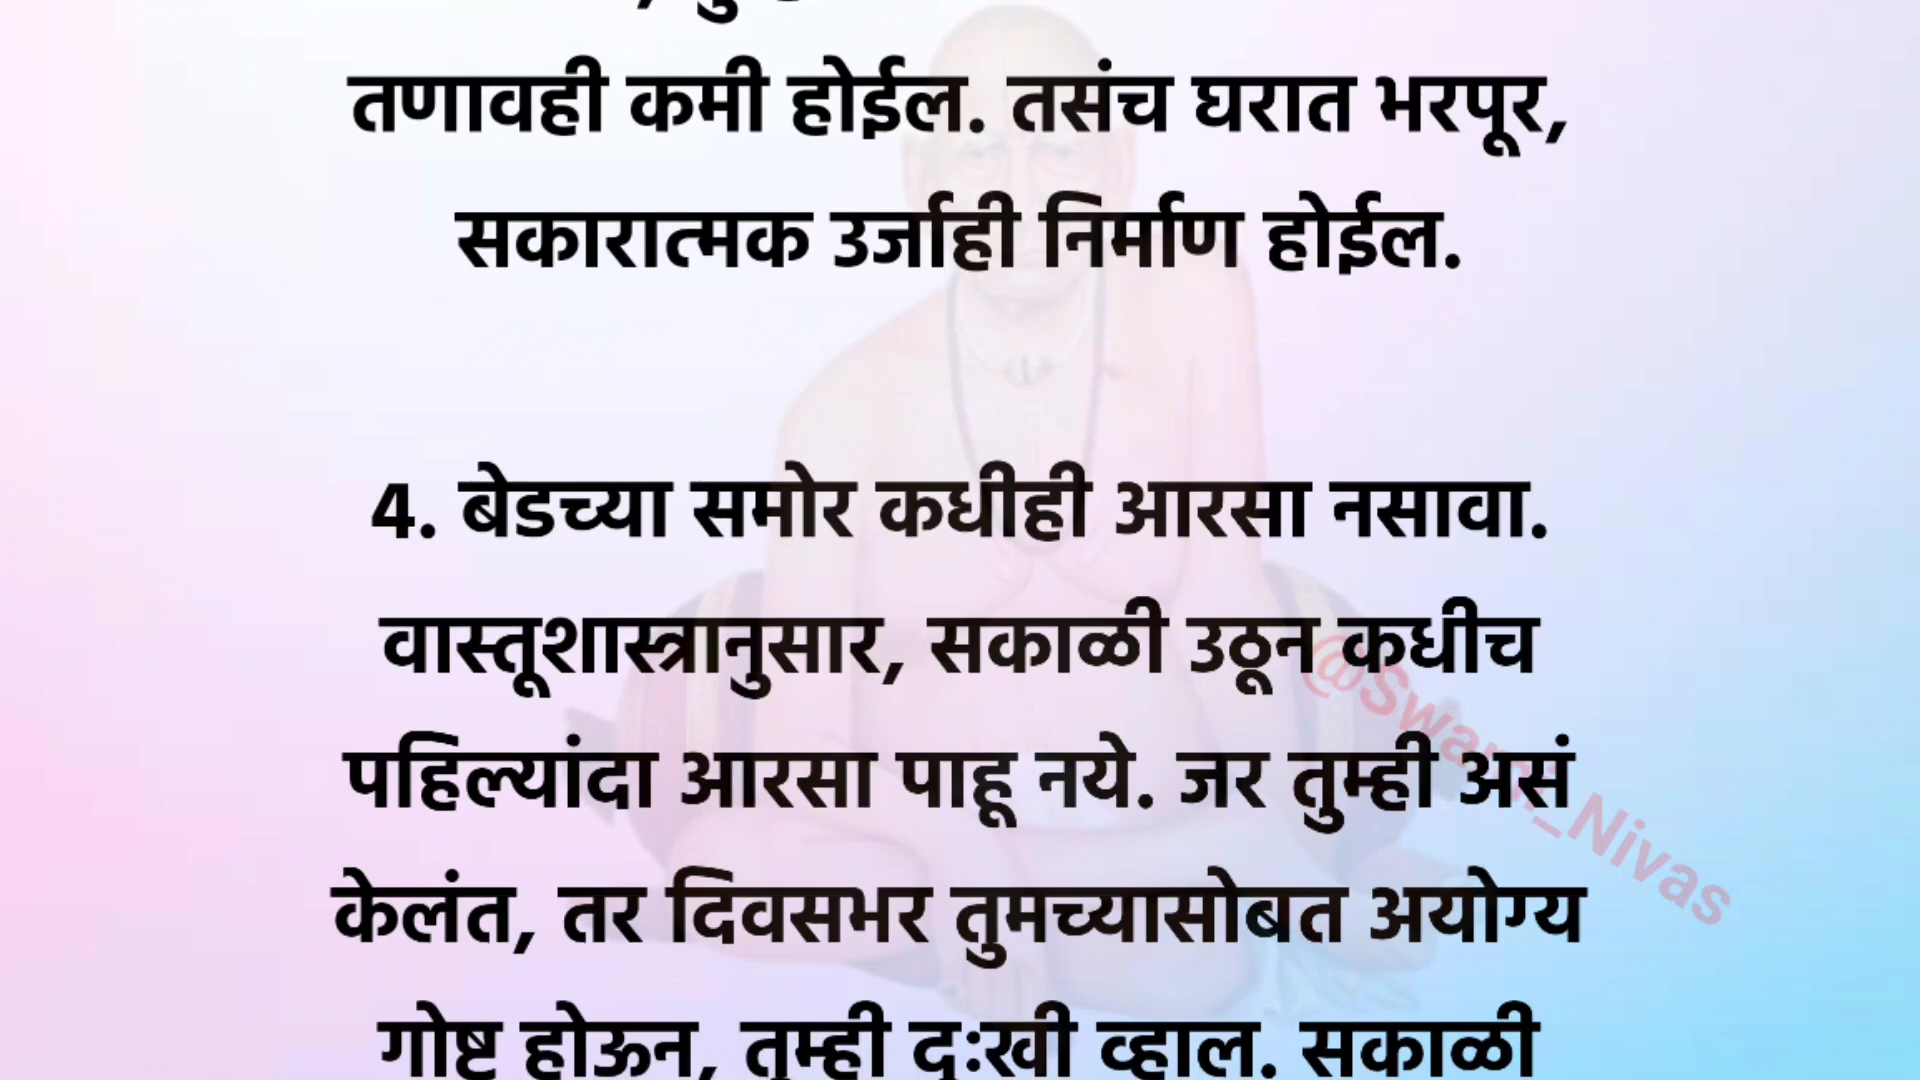 तणावही कमी होईल. तसंच घरात भरपूर,
सकारात्मक उर्जाही निर्माण होईल.
4. बेडच्या समोर कधीही आरसा नसावा.
वास्तूशास्त्रानुसार, सकाळी उठून कधीच
पहिल्यांदा आरसा पाहू नये. जर तुम्ही असं
केलंत, तर दिवसभर तुमच्यासोबत अयोग्य
गोष्ट होऊन, तुम्ही दुःखी व्हाल. सकाळी
@Swami_Nivas